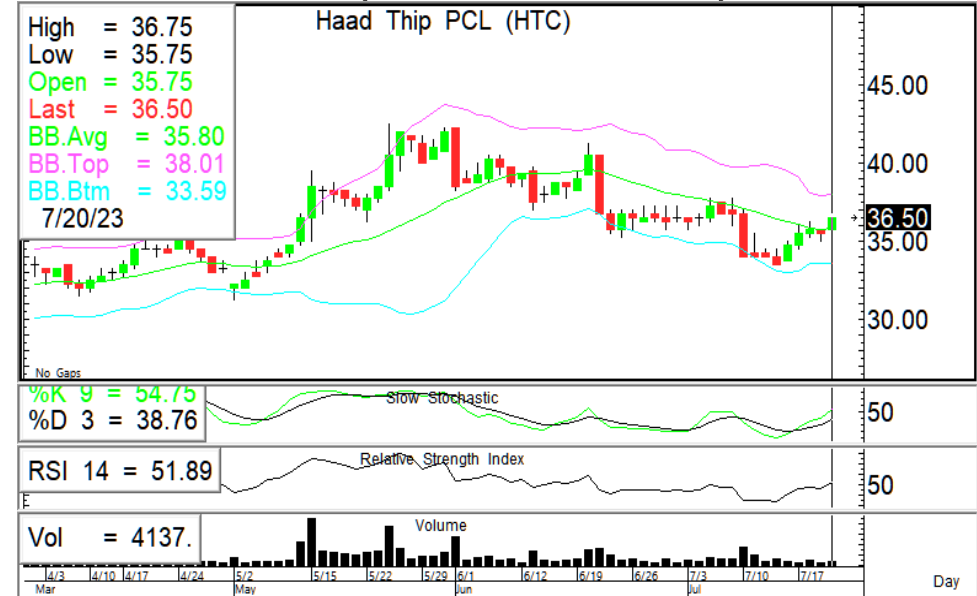 Haad Thip PCL (HTC)
High = 36.75
Low = 35.75
Open = 35.75
Last = 36.50
BB.Avg = 35.80
BB.Top = 38.01
BB.Btm = 33.59
7/20/23
45.00
40.00
36.50
35.00
30.00
No Gaps
%K 9 = 54.75
%D 3 = 38.76
Slow Stochastic
50
RSI 14 = 51.89
Relative Strength Index
50
Vol = 4137.
Volume
4/3 4/10 4/17 4/24 5/2 5/15 5/22 5/29 6/1 6/12 6/19 6/26 7/3 7/10 7/17
Mar May Jun Jul
Day